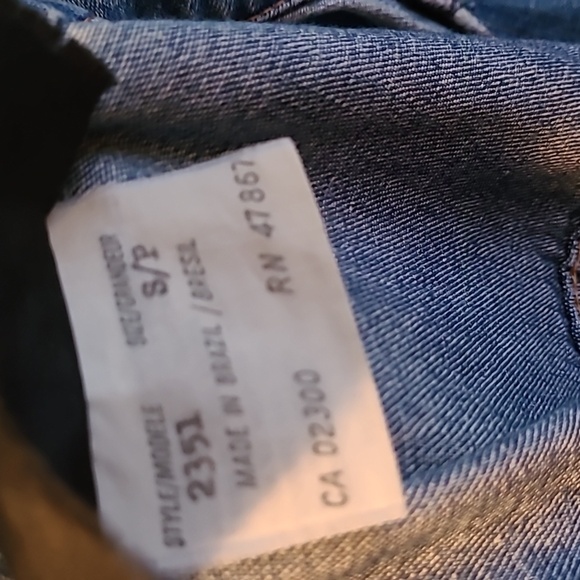 STYLE/MODELE SIZE/GRANDEUR
2351 S/P
MADE IN BRAZIL / BRESIL
CA 02300 RN 47867